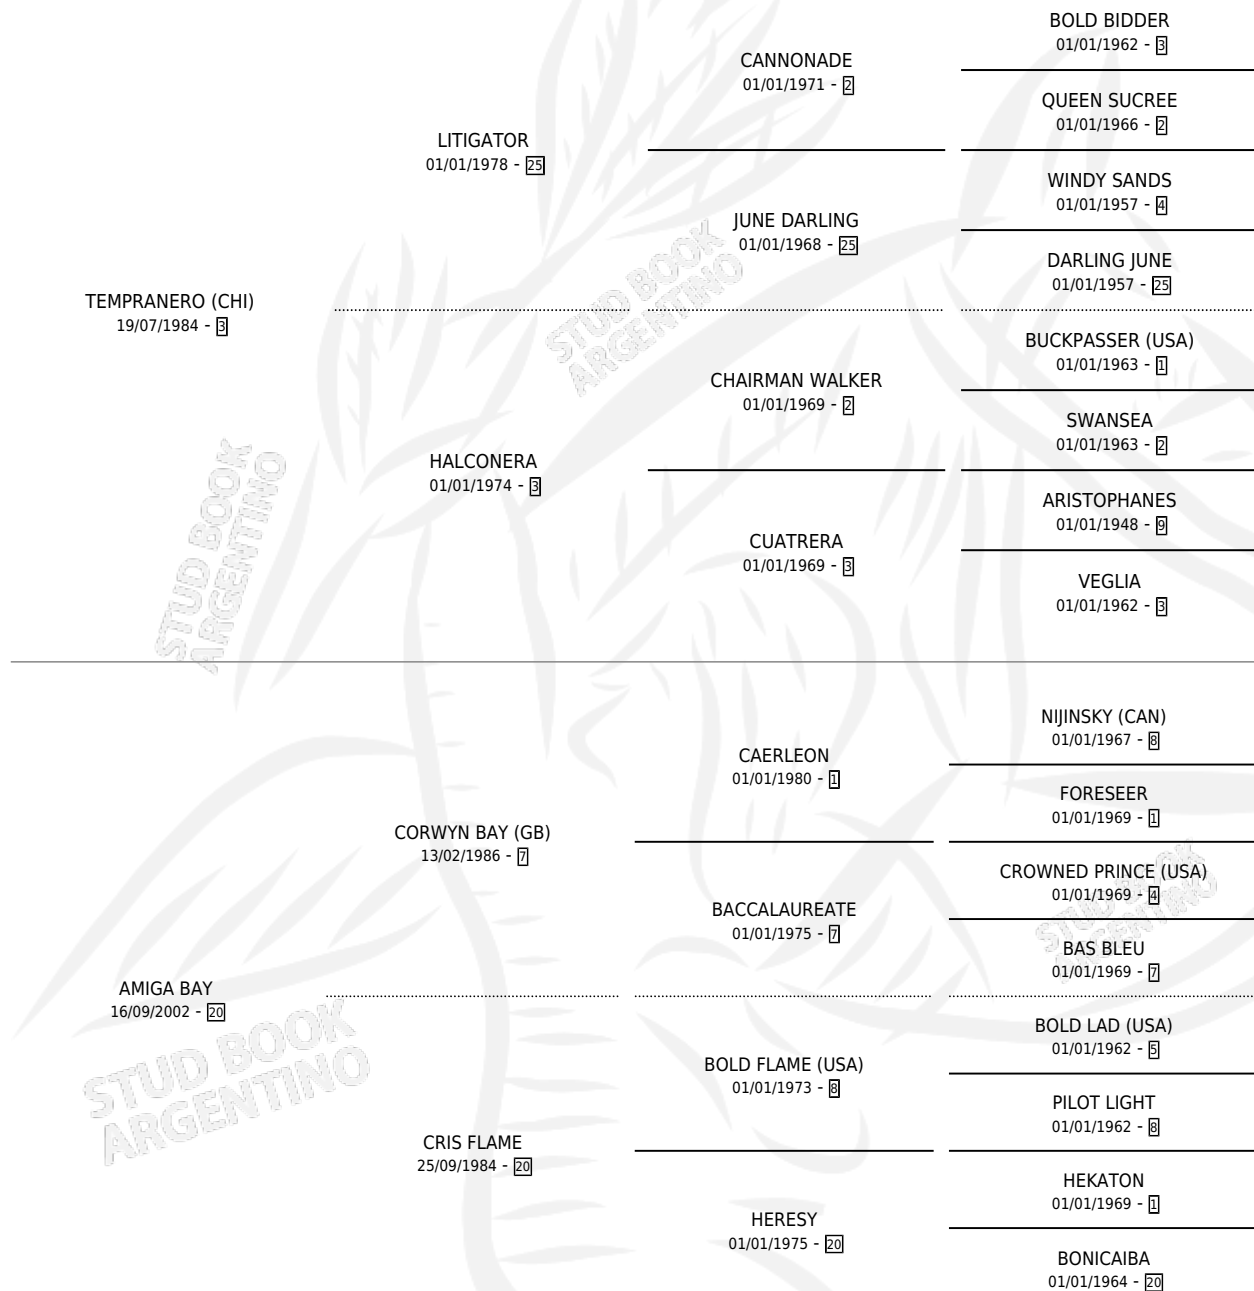 BOLD BIDDER
01/01/1962 - 3
CANNONADE
01/01/1971 - 2
QUEEN SUCREE
01/01/1966 - 2
LITIGATOR
01/01/1978 - 25
WINDY SANDS
01/01/1957 - 4
JUNE DARLING
01/01/1968 - 25
DARLING JUNE
01/01/1957 - 25
TEMPRANERO (CHI)
19/07/1984 - 3
STUD BOOK
ARGENTINO
BUCKPASSER (USA)
01/01/1963 - 1
CHAIRMAN WALKER
01/01/1969 - 2
SWANSEA
01/01/1963 - 2
HALCONERA
01/01/1974 - 3
ARISTOPHANES
01/01/1948 - 9
CUATRERA
01/01/1969 - 3
VEGLIA
01/01/1962 - 3
STUD BOOK
ARGENTINO
NIJINSKY (CAN)
01/01/1967 - 8
CAERLEON
01/01/1980 - 1
FORESEER
01/01/1969 - 1
CORWYN BAY (GB)
13/02/1986 - 7
CROWNED PRINCE (USA)
01/01/1969 - 4
BACCALAUREATE
01/01/1975 - 7
BAS BLEU
01/01/1969 - 7
STUD BOOK
ARGENTINO
AMIGA BAY
16/09/2002 - 20
BOLD LAD (USA)
01/01/1962 - 5
BOLD FLAME (USA)
01/01/1973 - 8
PILOT LIGHT
01/01/1962 - 8
CRIS FLAME
25/09/1984 - 20
HEKATON
01/01/1969 - 1
HERESY
01/01/1975 - 20
BONICAIBA
01/01/1964 - 20
STUD BOOK
ARGENTINO